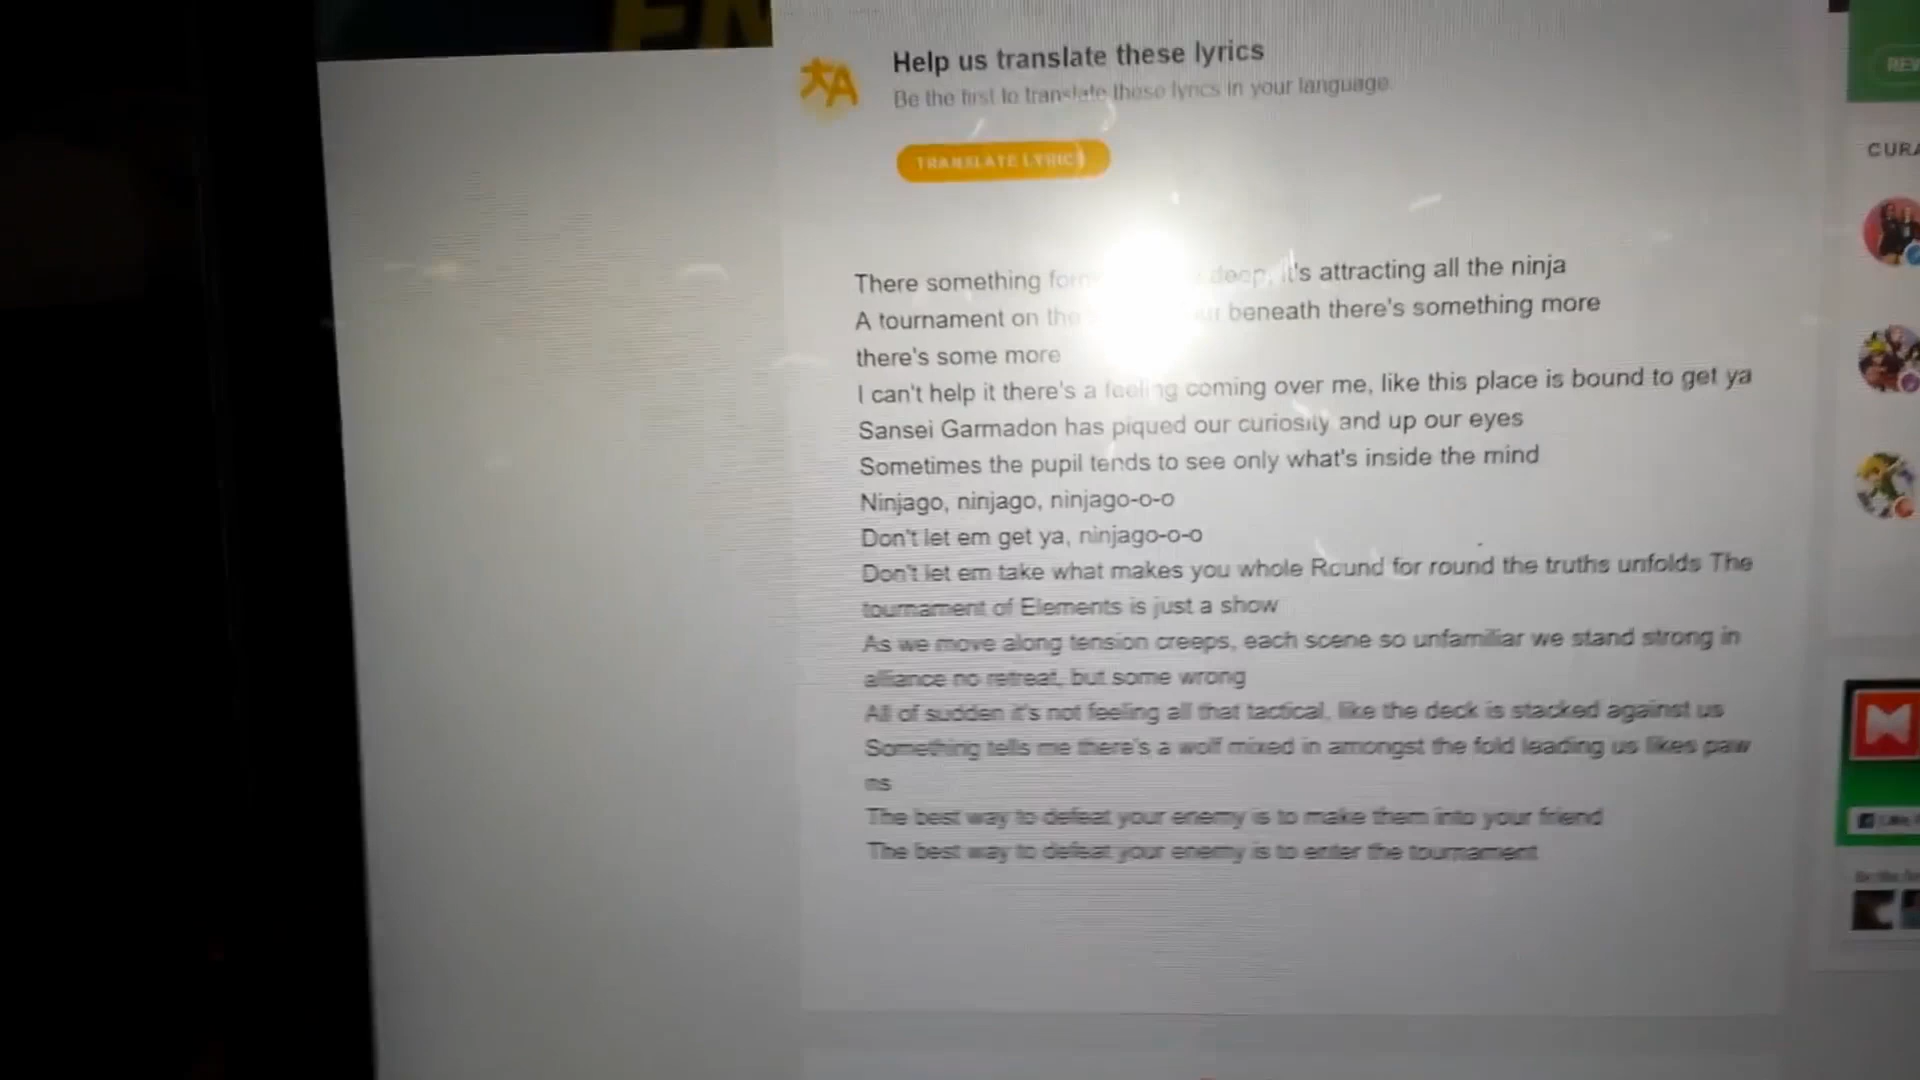 EN
Help us translate these lyrics
Be the first to translate these lyrics in your language.
TRANSLATE LYRIC
REV
CURA
There something deep, it's attracting all the ninja
A tournament on the beneath there's something more
there's some more
I can't help it there's a feeling coming over me, like this place is bound to get ya
Sansei Garmadon has piqued our curiosity and up our eyes
Sometimes the pupil tends to see only what's inside the mind
Ninjago, ninjago, ninjago-o-o
Don't let em get ya, ninjago-o-o
Don't let em take what makes you whole Round for round the truths unfolds The
tournament of Elements is just a show
As we move along tension creeps, each scene so unfamiliar we stand strong in
alliance no retreat, but some wrong
All of sudden it's not feeling all that tactical, like the deck is stacked against us
Something tells me there's a wolf mixed in amongst the fold leading us likes paw
ns
The best way to defeat your enemy is to make them into your friend
The best way to defeat your enemy is to enter the tournament